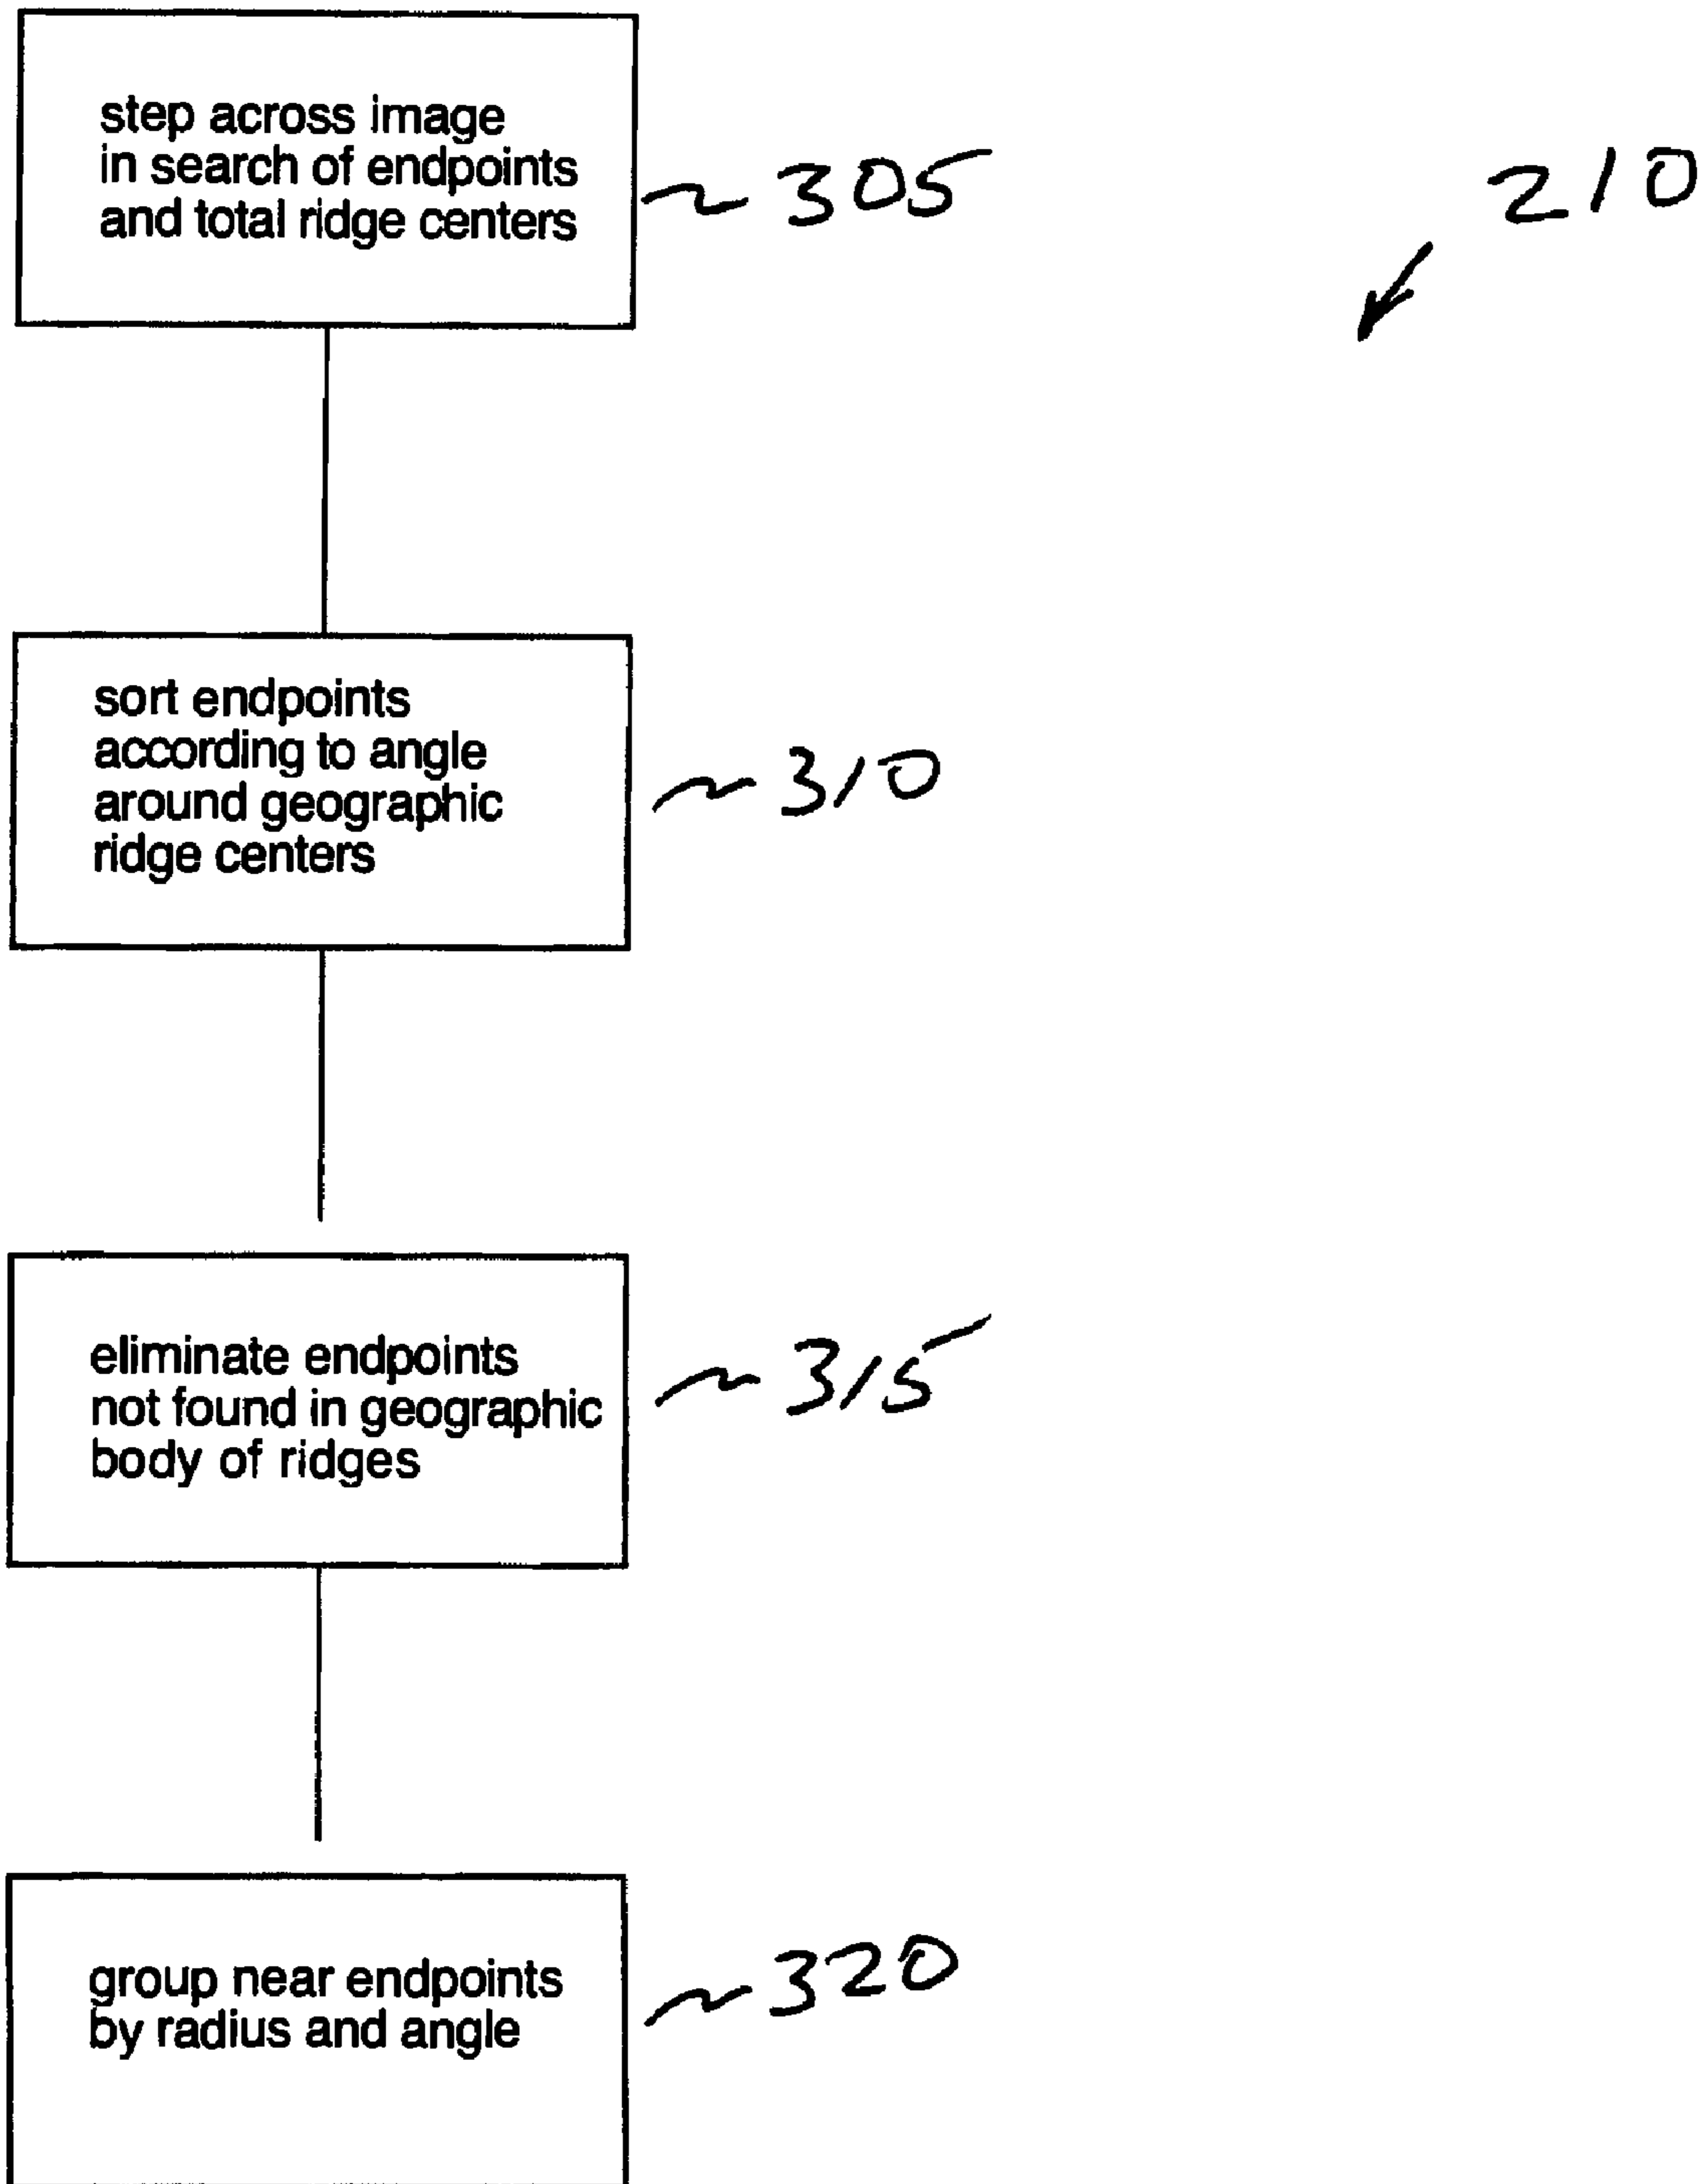 step across image
in search of endpoints
and total ridge centers
305
210
sort endpoints
according to angle
around geographic
ridge centers
310
eliminate endpoints
not found in geographic
body of ridges
315
group near endpoints
by radius and angle
320